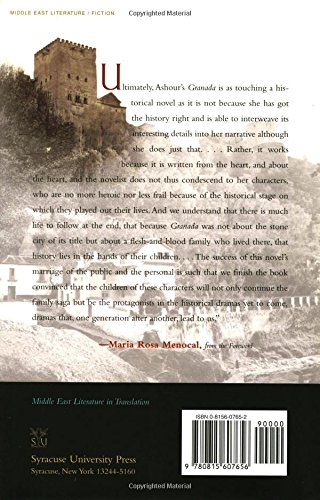 Copyrighted Material
MIDDLE EAST LITERATURE / FICTION
Ultimately, Ashour's Granada is as touching a his-
torical novel as it is not because she has got
the history right and is able to interweave its
interesting details into her narrative although
she does just that. . . . Rather, it works
because it is written from the heart, and about
the heart, and the novelist does not thus condescend to her characters,
who are no more heroic nor less frail because of the historical stage on
which they played out their lives. And we understand that there is much
life to follow at the end, that because Granada was not about the stone
city of its title but about a flesh-and-blood family who lived there, that
history lies in the hands of their children. . . . The success of this novel's
marriage of the public and the personal is such that we finish the book
convinced that the children of these characters will not only continue the
family saga but be the protagonists in the historical dramas yet to come,
dramas that, one generation after another, lead to us."
—Maria Rosa Menocal, from the Foreword
Middle East Literature in Translation
SU
Syracuse University Press
Syracuse, New York 13244-5160
ISBN 0-8156-0765-2
90000
9 780815 607656
Copyrighted Material